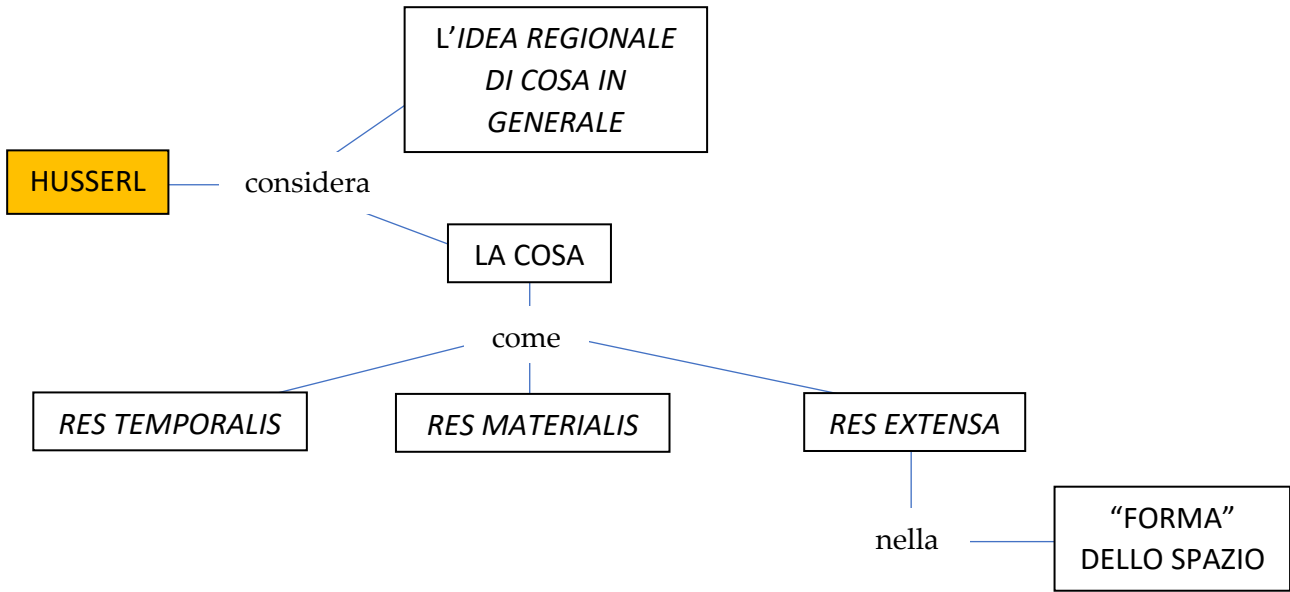 L’IDEA REGIONALE
DI COSA IN
GENERALE
HUSSERL
considera
LA COSA
come
RES TEMPORALIS
RES MATERIALIS
RES EXTENSA
nella
“FORMA”
DELLO SPAZIO